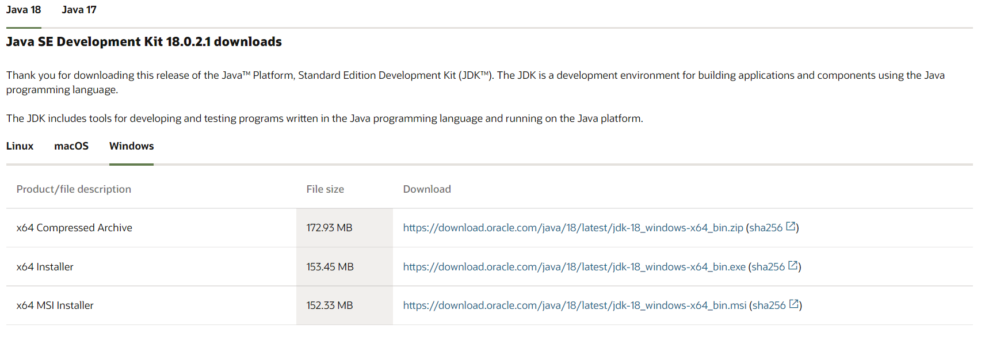 Java 18 Java 17
Java SE Development Kit 18.0.2.1 downloads
Thank you for downloading this release of the Java™ Platform, Standard Edition Development Kit (JDK™). The JDK is a development environment for building applications and components using the Java
programming language.
The JDK includes tools for developing and testing programs written in the Java programming language and running on the Java platform.
Linux macOS Windows
Product/file description File size Download
x64 Compressed Archive 172.93 MB https://download.oracle.com/java/18/latest/jdk-18_windows-x64_bin.zip (sha256)
x64 Installer 153.45 MB https://download.oracle.com/java/18/latest/jdk-18_windows-x64_bin.exe (sha256)
x64 MSI Installer 152.33 MB https://download.oracle.com/java/18/latest/jdk-18_windows-x64_bin.msi (sha256)